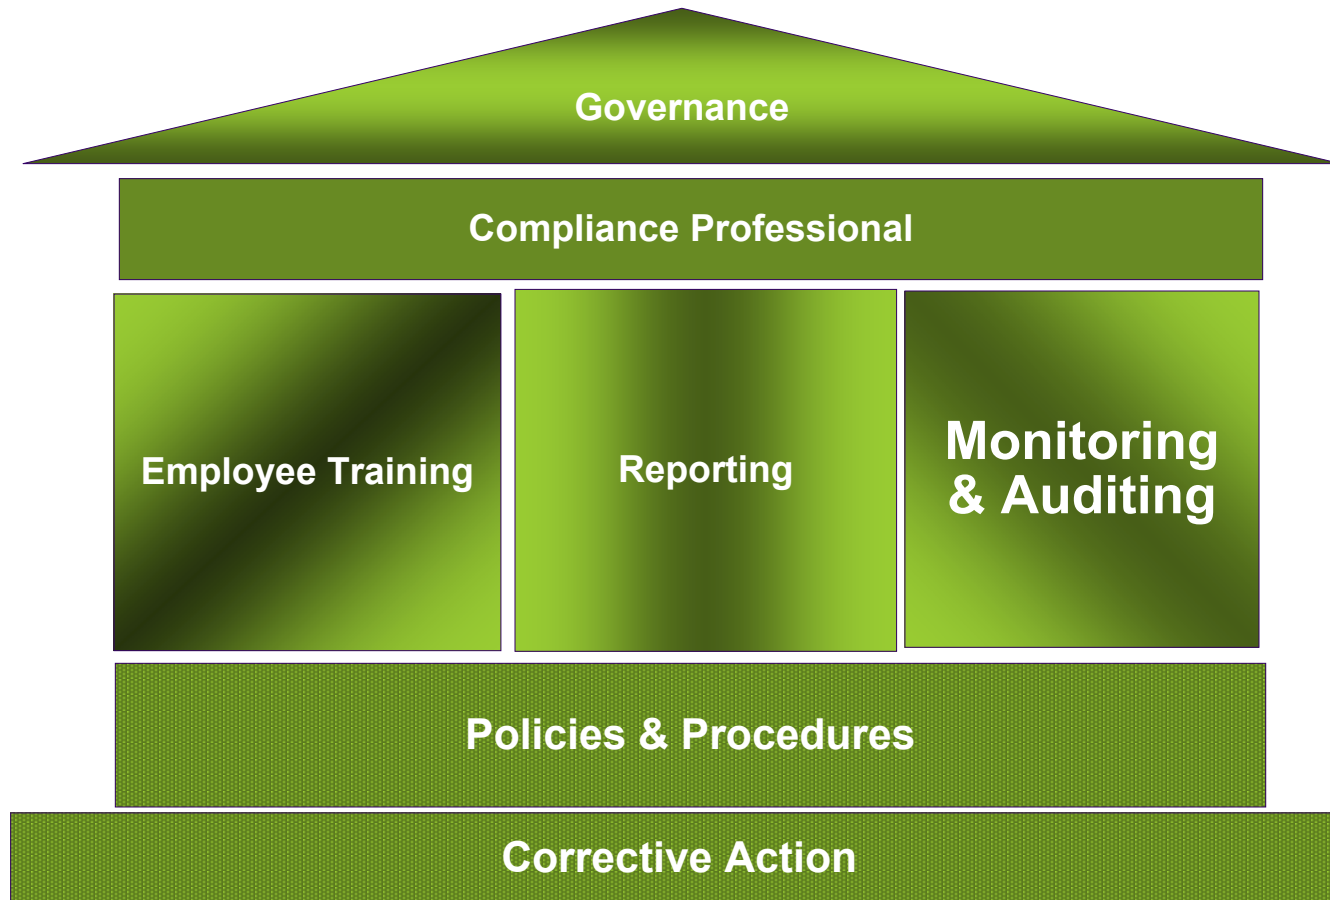 Governance
Compliance Professional
Employee Training
Reporting
Monitoring
& Auditing
Policies & Procedures
Corrective Action